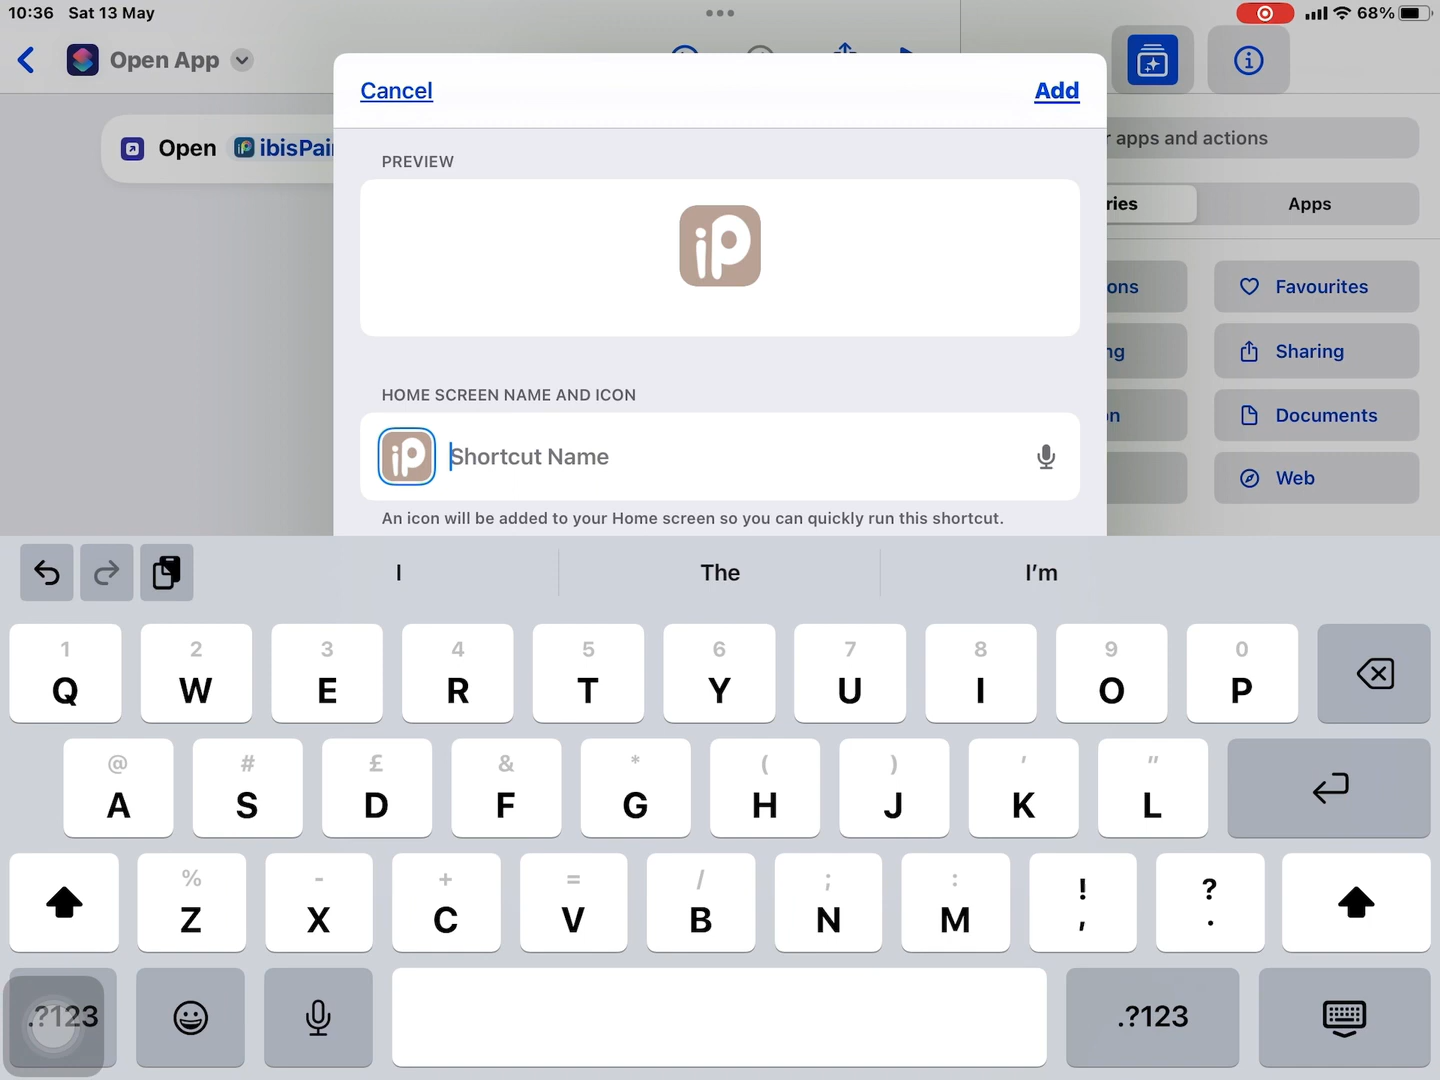 10:36 Sat 13 May
68%
Open App
Cancel
Add
Open iP ibisPai
r apps and actions
PREVIEW
ries
Apps
iP
ons
Favourites
ng
Sharing
HOME SCREEN NAME AND ICON
n
Documents
iP Shortcut Name
Web
An icon will be added to your Home screen so you can quickly run this shortcut.
I The I'm
1 2 3 4 5 6 7 8 9 0
Q W E R T Y U I O P
@ # £ & * ( ) ' "
A S D F G H J K L
% - + = / ; : ! ?
Z X C V B N M , .
.?123 .?123